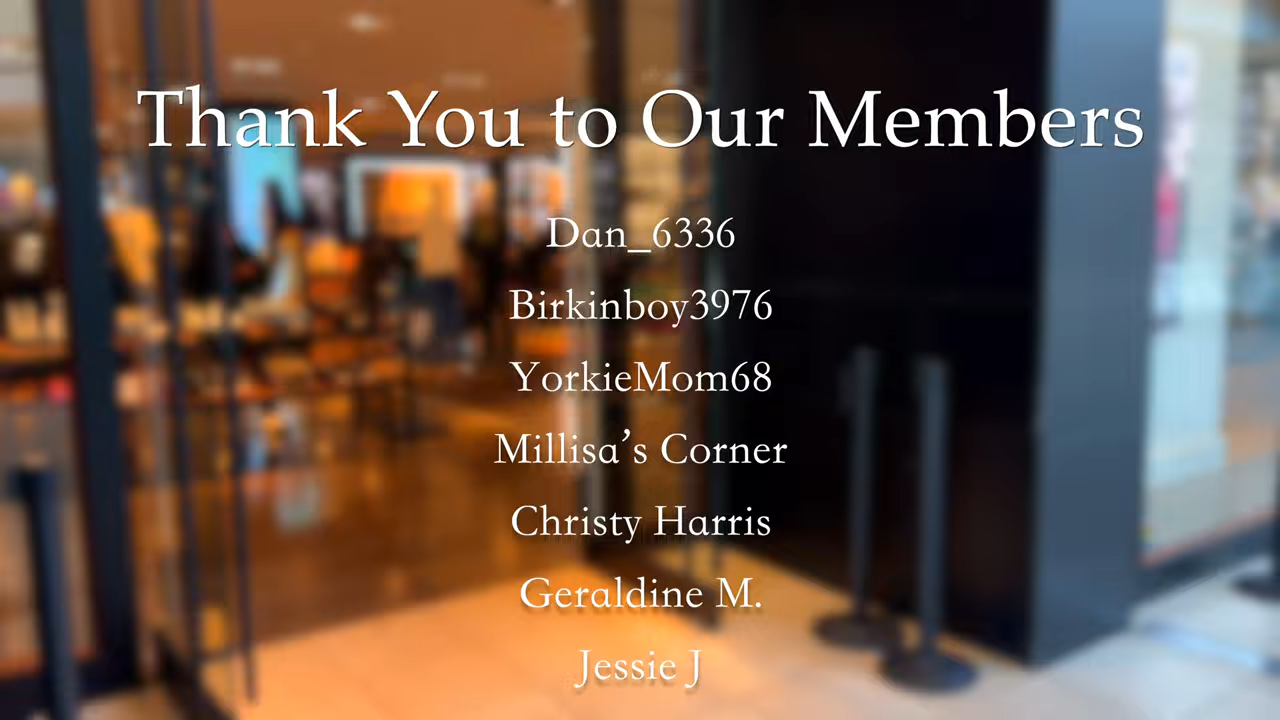 Thank You to Our Members
Dan_6336
Birkinboy3976
YorkieMom68
Millisa’s Corner
Christy Harris
Geraldine M.
Jessie J